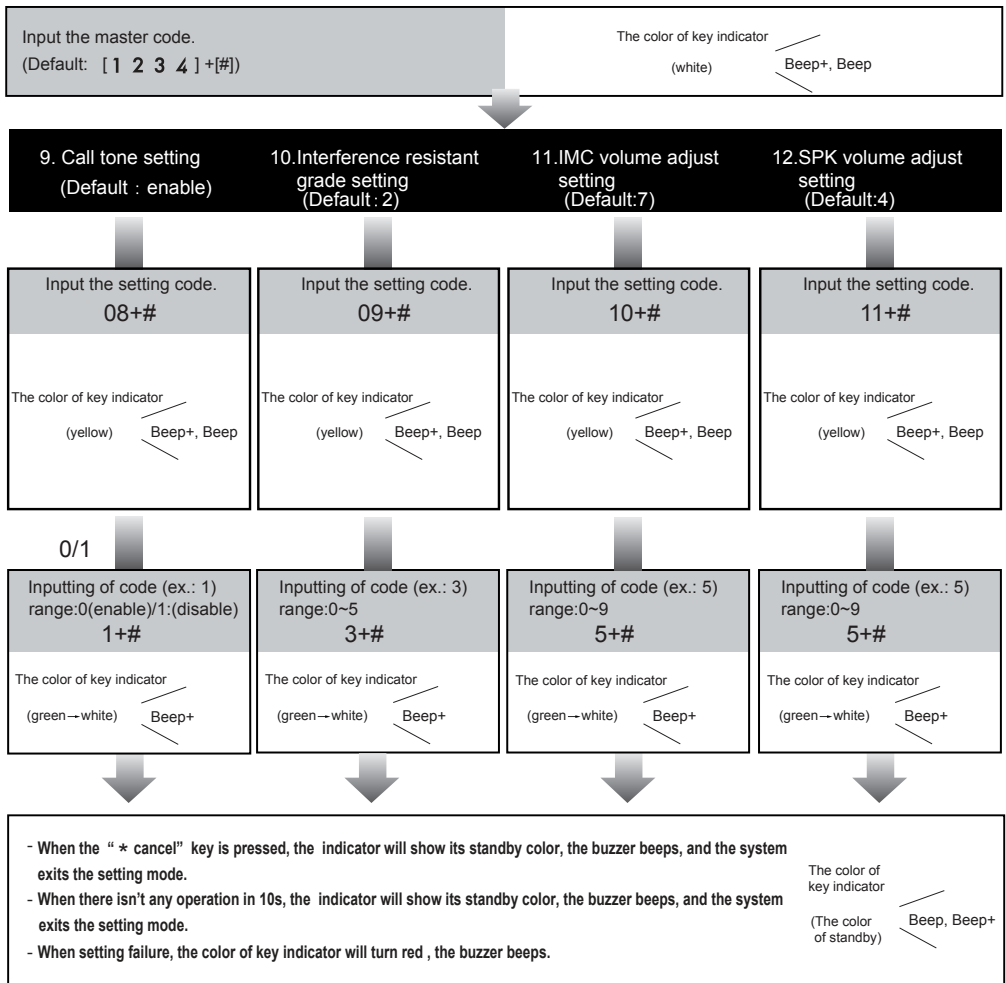 Input the master code.
(Default: [ 1 2 3 4 ] +[#])
The color of key indicator
(white)
Beep+, Beep
9. Call tone setting
(Default : enable)
10.Interference resistant
grade setting
(Default : 2)
11.IMC volume adjust
setting
(Default:7)
12.SPK volume adjust
setting
(Default:4)
Input the setting code.
08+#
The color of key indicator
(yellow)
Beep+, Beep
Input the setting code.
09+#
The color of key indicator
(yellow)
Beep+, Beep
Input the setting code.
10+#
The color of key indicator
(yellow)
Beep+, Beep
Input the setting code.
11+#
The color of key indicator
(yellow)
Beep+, Beep
0/1
Inputting of code (ex.: 1)
range:0(enable)/1:(disable)
1+#
The color of key indicator
(green→white)
Beep+
Inputting of code (ex.: 3)
range:0~5
3+#
The color of key indicator
(green→white)
Beep+
Inputting of code (ex.: 5)
range:0~9
5+#
The color of key indicator
(green→white)
Beep+
Inputting of code (ex.: 5)
range:0~9
5+#
The color of key indicator
(green→white)
Beep+
- When the “ * cancel” key is pressed, the indicator will show its standby color, the buzzer beeps, and the system
exits the setting mode.
- When there isn’t any operation in 10s, the indicator will show its standby color, the buzzer beeps, and the system
exits the setting mode.
- When setting failure, the color of key indicator will turn red , the buzzer beeps.
The color of
key indicator
(The color
of standby)
Beep, Beep+